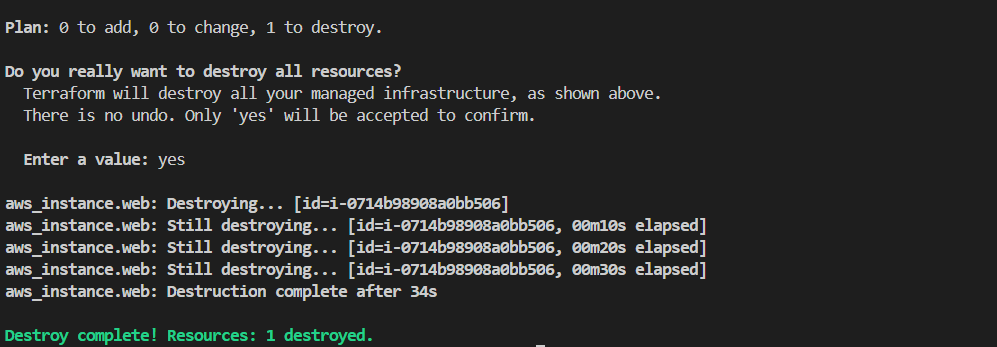 Plan: 0 to add, 0 to change, 1 to destroy.
Do you really want to destroy all resources?
Terraform will destroy all your managed infrastructure, as shown above.
There is no undo. Only 'yes' will be accepted to confirm.
Enter a value: yes
aws_instance.web: Destroying... [id=i-0714b98908a0bb506]
aws_instance.web: Still destroying... [id=i-0714b98908a0bb506, 00m10s elapsed]
aws_instance.web: Still destroying... [id=i-0714b98908a0bb506, 00m20s elapsed]
aws_instance.web: Still destroying... [id=i-0714b98908a0bb506, 00m30s elapsed]
aws_instance.web: Destruction complete after 34s
Destroy complete! Resources: 1 destroyed.